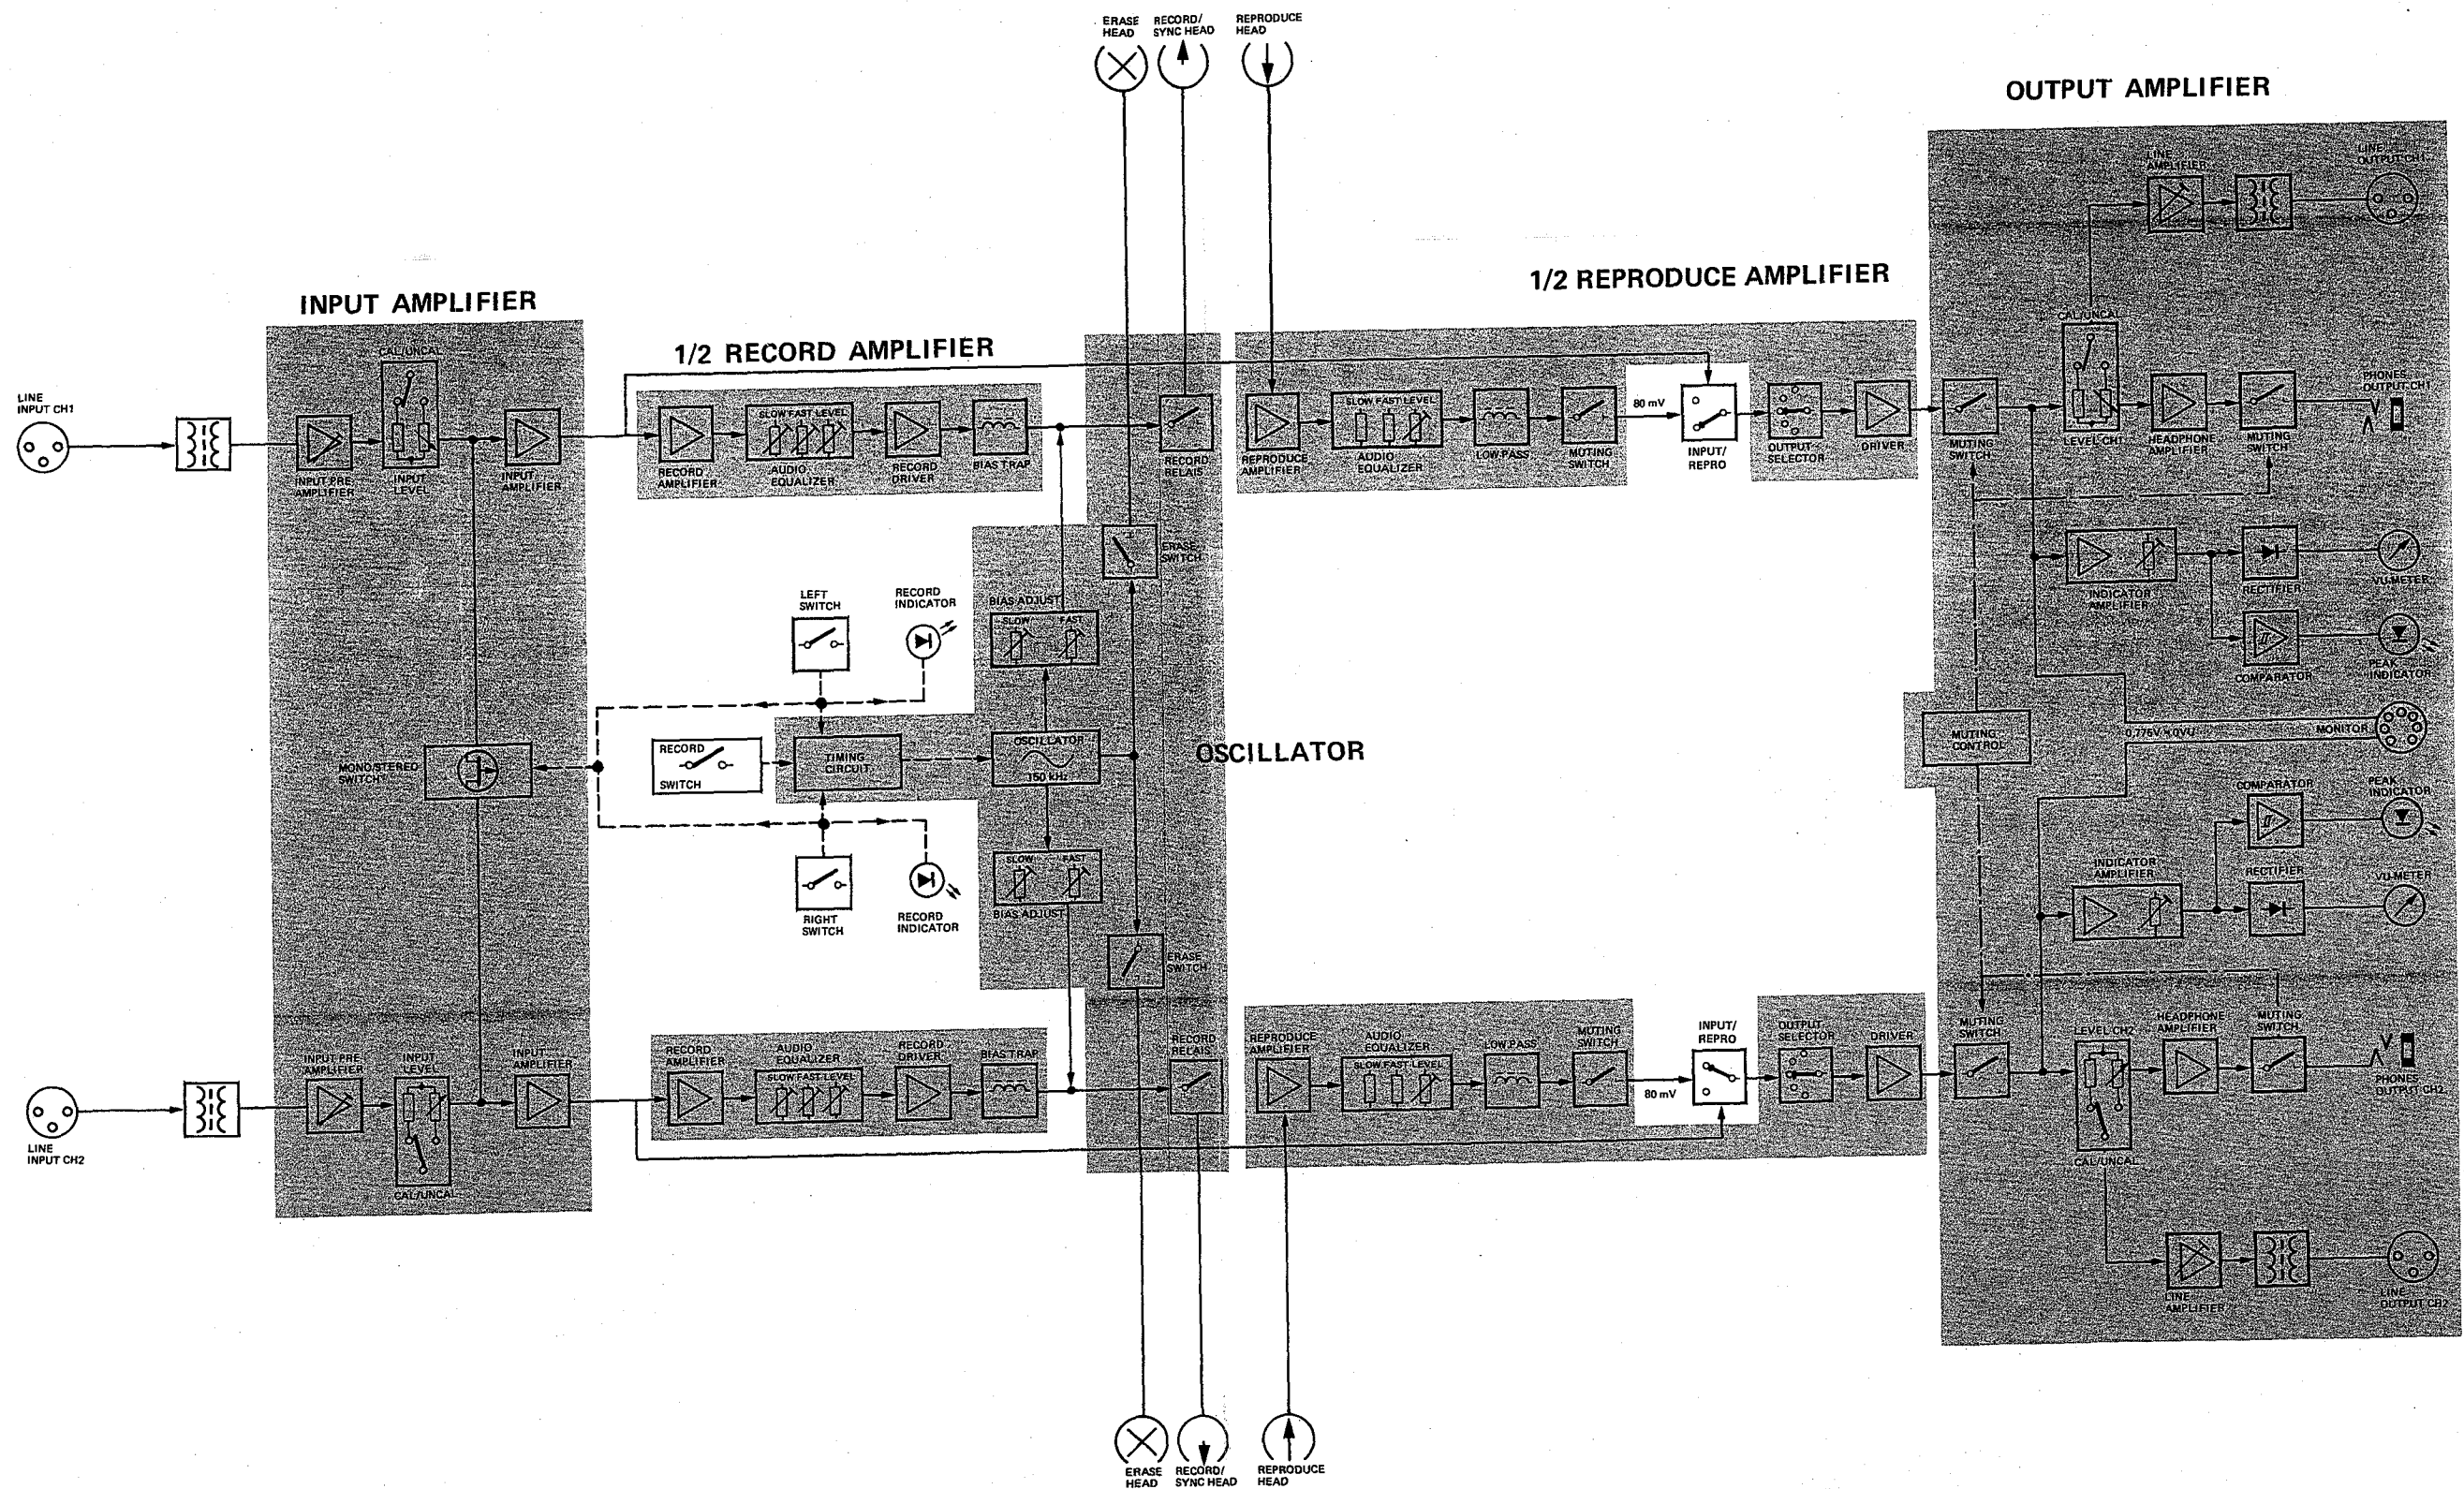 ERASE
HEAD
RECORD/
SYNC HEAD
REPRODUCE
HEAD
OUTPUT AMPLIFIER
LINE
AMPLIFIER
LINE
OUTPUT CH1
1/2 REPRODUCE AMPLIFIER
INPUT AMPLIFIER
1/2 RECORD AMPLIFIER
CAL/UNCAL
CAL/UNCAL
LINE
INPUT CH1
INPUT PRE
AMPLIFIER
INPUT
LEVEL
INPUT
AMPLIFIER
RECORD
AMPLIFIER
SLOW FAST LEVEL
AUDIO
EQUALIZER
RECORD
DRIVER
BIAS TRAP
RECORD
RELAIS
REPRODUCE
AMPLIFIER
SLOW FAST LEVEL
AUDIO
EQUALIZER
LOW PASS
MUTING
SWITCH
80 mV
INPUT/
REPRO
OUTPUT
SELECTOR
DRIVER
MUTING
SWITCH
LEVEL CH1
HEADPHONE
AMPLIFIER
MUTING
SWITCH
PHONES
OUTPUT CH1
ERASE
SWITCH
INDICATOR
AMPLIFIER
RECTIFIER
VU-METER
LEFT
SWITCH
RECORD
INDICATOR
BIAS ADJUST
SLOW
FAST
COMPARATOR
PEAK
INDICATOR
MONO/STEREO
SWITCH
RECORD
SWITCH
TIMING
CIRCUIT
OSCILLATOR
150 kHz
OSCILLATOR
MUTING
CONTROL
0,775V ≙ 0VU
MONITOR
COMPARATOR
PEAK
INDICATOR
RIGHT
SWITCH
RECORD
INDICATOR
SLOW
FAST
BIAS ADJUST
INDICATOR
AMPLIFIER
RECTIFIER
VU-METER
ERASE
SWITCH
LINE
INPUT CH2
INPUT PRE
AMPLIFIER
INPUT
LEVEL
CAL/UNCAL
INPUT
AMPLIFIER
RECORD
AMPLIFIER
AUDIO
EQUALIZER
SLOW FAST LEVEL
RECORD
DRIVER
BIAS TRAP
RECORD
RELAIS
REPRODUCE
AMPLIFIER
AUDIO
EQUALIZER
SLOW FAST LEVEL
LOW PASS
MUTING
SWITCH
80 mV
INPUT/
REPRO
OUTPUT
SELECTOR
DRIVER
MUTING
SWITCH
LEVEL CH2
CAL/UNCAL
HEADPHONE
AMPLIFIER
MUTING
SWITCH
PHONES
OUTPUT CH2
LINE
AMPLIFIER
LINE
OUTPUT CH2
ERASE
HEAD
RECORD/
SYNC HEAD
REPRODUCE
HEAD